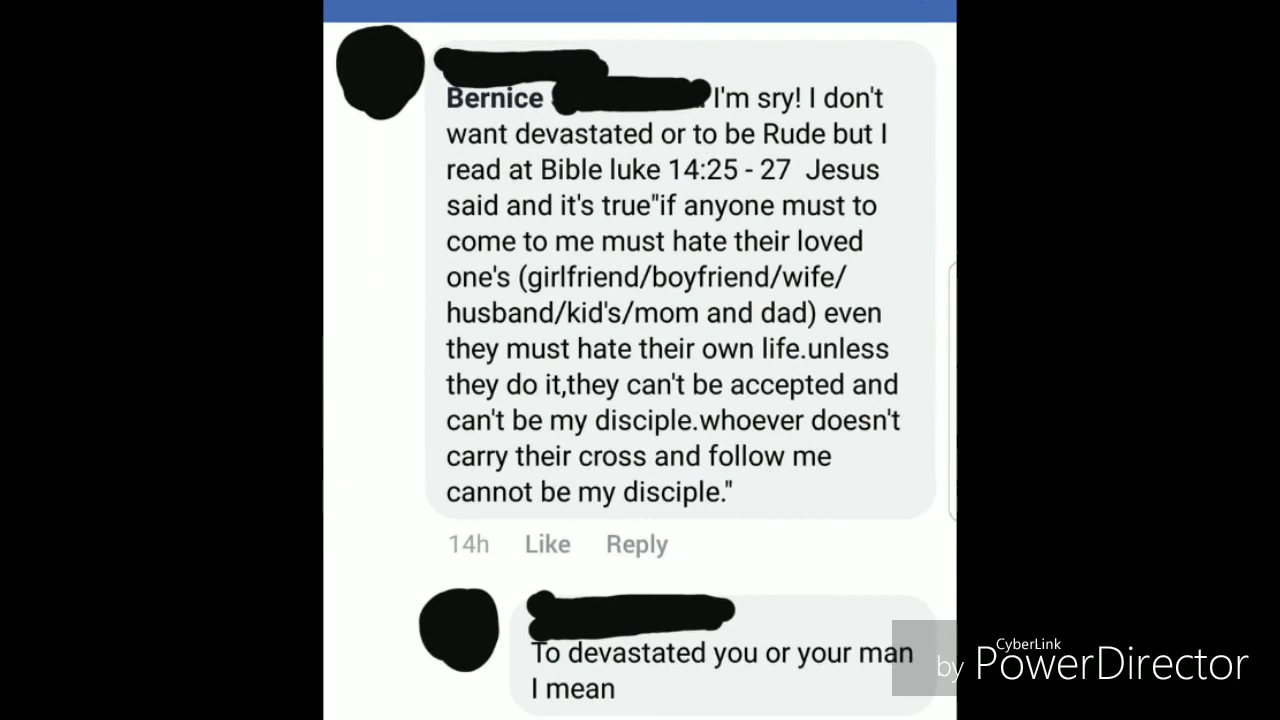 Bernice I'm sry! I don't
want devastated or to be Rude but I
read at Bible luke 14:25 - 27 Jesus
said and it's true"if anyone must to
come to me must hate their loved
one's (girlfriend/boyfriend/wife/
husband/kid's/mom and dad) even
they must hate their own life.unless
they do it,they can't be accepted and
can't be my disciple.whoever doesn't
carry their cross and follow me
cannot be my disciple."
14h Like Reply
To devastated you or your man
I mean
CyberLink
by PowerDirector